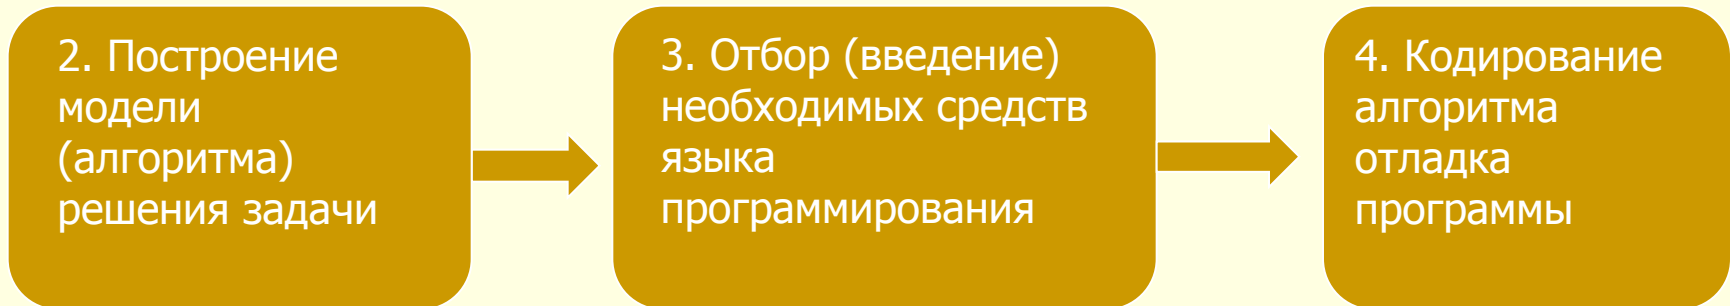 2. Построение
модели
(алгоритма)
решения задачи
3. Отбор (введение)
необходимых средств
языка
программирования
4. Кодирование
алгоритма
отладка
программы